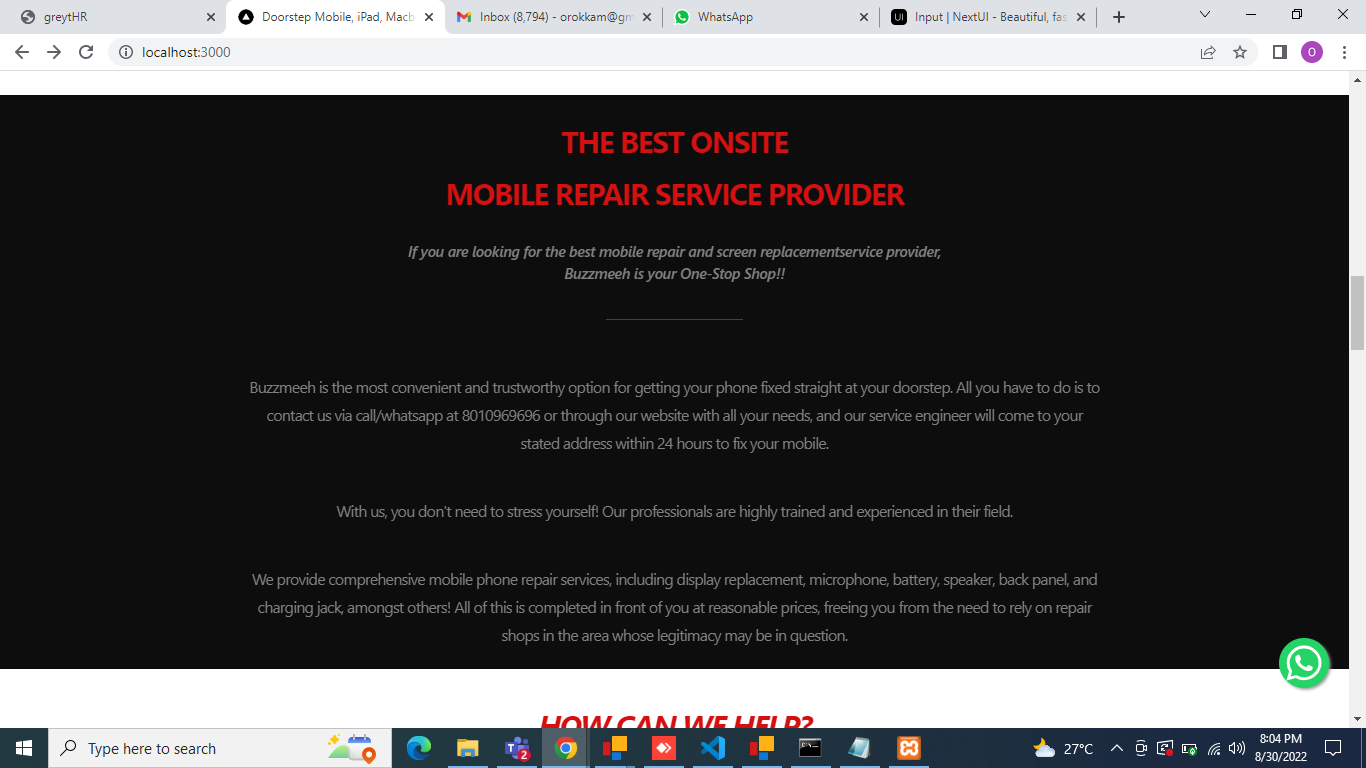 greytHR
Doorstep Mobile, iPad, Macb
Inbox (8,794) - orokkam@gm
WhatsApp
UI
Input | NextUI - Beautiful, fas
localhost:3000
O
THE BEST ONSITE
MOBILE REPAIR SERVICE PROVIDER
If you are looking for the best mobile repair and screen replacementservice provider,
Buzzmeeh is your One-Stop Shop!!
Buzzmeeh is the most convenient and trustworthy option for getting your phone fixed straight at your doorstep. All you have to do is to
contact us via call/whatsapp at 8010969696 or through our website with all your needs, and our service engineer will come to your
stated address within 24 hours to fix your mobile.
With us, you don't need to stress yourself! Our professionals are highly trained and experienced in their field.
We provide comprehensive mobile phone repair services, including display replacement, microphone, battery, speaker, back panel, and
charging jack, amongst others! All of this is completed in front of you at reasonable prices, freeing you from the need to rely on repair
shops in the area whose legitimacy may be in question.
HOW CAN WE HELP?
Type here to search
2
27°C
8:04 PM
8/30/2022